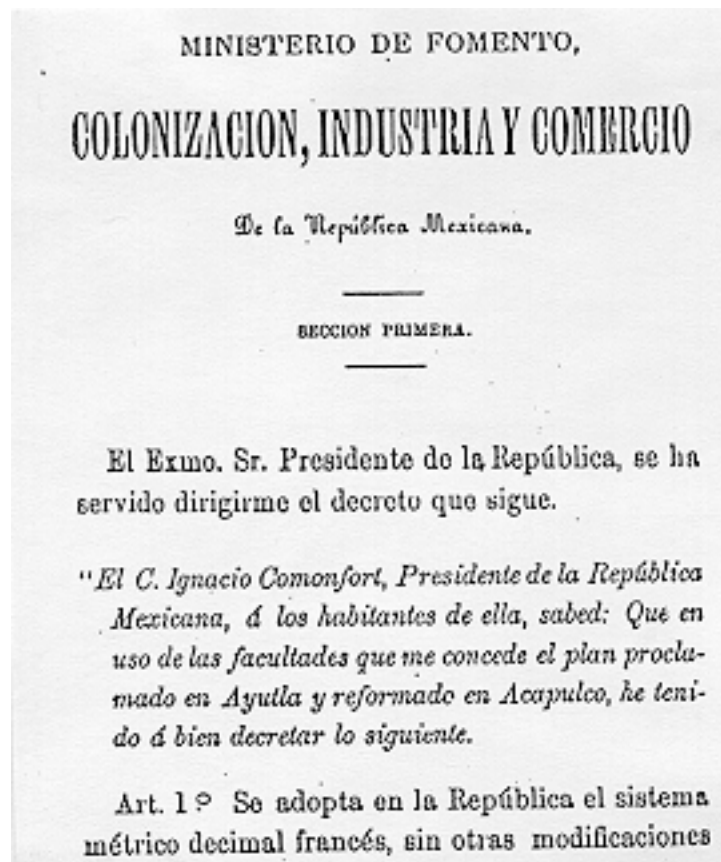 MINISTERIO DE FOMENTO,
COLONIZACION, INDUSTRIA Y COMERCIO
De la República Mexicana.
SECCION PRIMERA.
El Exmo. Sr. Presidente de la República, se ha
servido dirigirme el decreto que sigue.
"El C. Ignacio Comonfort, Presidente de la República
Mexicana, á los habitantes de ella, sabed: Que en
uso de las facultades que me concede el plan procla-
mado en Ayutla y reformado en Acapulco, he teni-
do á bien decretar lo siguiente.
Art. 1º Se adopta en la República el sistema
métrico decimal francés, sin otras modificaciones